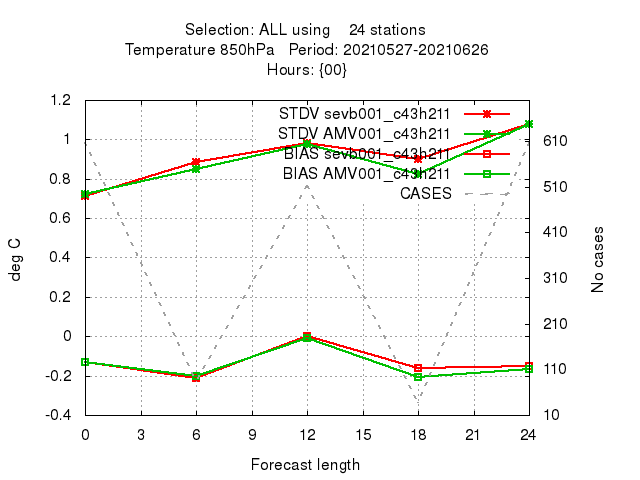 Selection: ALL using 24 stations
Temperature 850hPa Period: 20210527-20210626
Hours: {00}
STDV sevb001_c43h211
STDV AMV001_c43h211
BIAS sevb001_c43h211
BIAS AMV001_c43h211
CASES
1.2
1
0.8
0.6
0.4
0.2
0
-0.2
-0.4
deg C
610
510
410
310
210
110
10
No cases
0 3 6 9 12 15 18 21 24
Forecast length